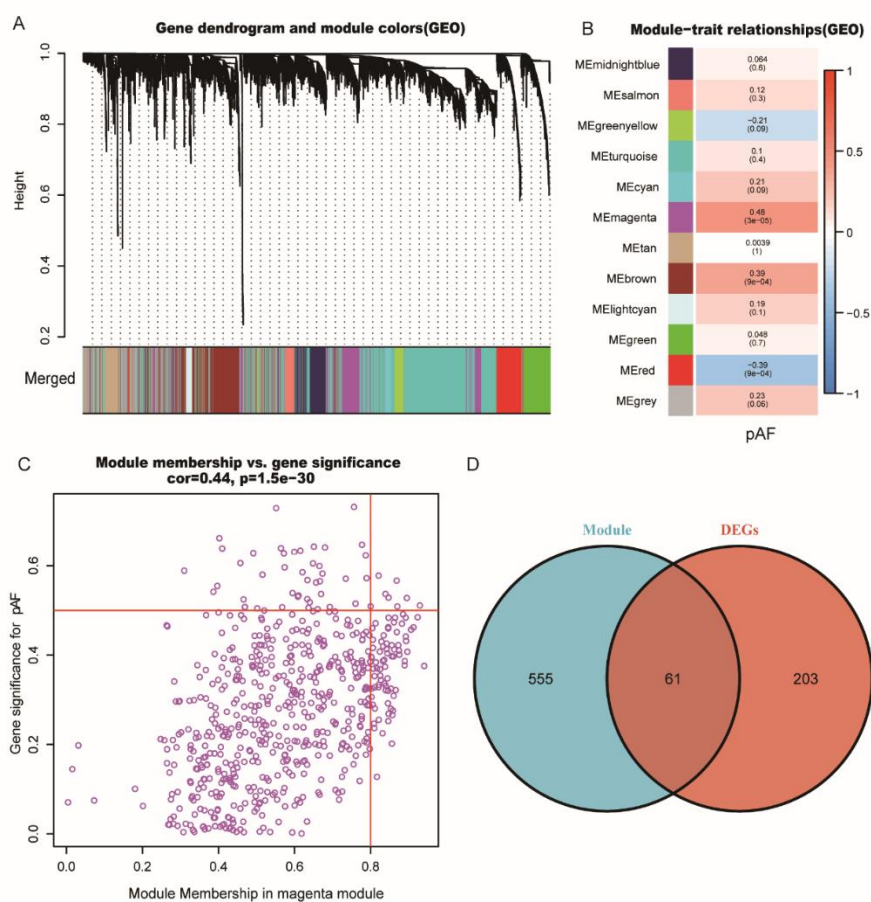 A
Gene dendrogram and module colors(GEO)
Height
1.0
0.8
0.6
0.4
0.2
Merged
B
Module-trait relationships(GEO)
MEmidnightblue
0.064
(0.6)
MEsalmon
0.12
(0.3)
MEgreenyellow
−0.21
(0.09)
MEturquoise
0.1
(0.4)
MEcyan
0.21
(0.09)
MEmagenta
0.48
(3e-05)
MEtan
0.0039
(1)
MEbrown
0.39
(9e-04)
MElightcyan
0.19
(0.1)
MEgreen
0.048
(0.7)
MEred
−0.39
(9e-04)
MEgrey
0.23
(0.06)
1
0.5
0
−0.5
−1
pAF
C
Module membership vs. gene significance
cor=0.44, p=1.5e−30
Gene significance for pAF
0.6
0.4
0.2
0.0
0.0
0.2
0.4
0.6
0.8
Module Membership in magenta module
D
Module
DEGs
555
61
203